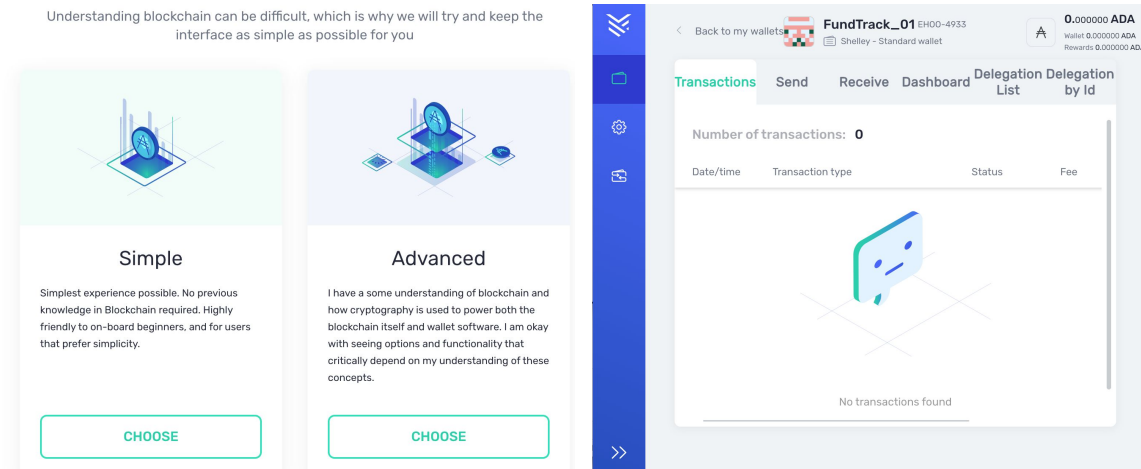 Understanding blockchain can be difficult, which is why we will try and keep the
interface as simple as possible for you
Simple
Simplest experience possible. No previous
knowledge in Blockchain required. Highly
friendly to on-board beginners, and for users
that prefer simplicity.
CHOOSE
Advanced
I have a some understanding of blockchain and
how cryptography is used to power both the
blockchain itself and wallet software. I am okay
with seeing options and functionality that
critically depend on my understanding of these
concepts.
CHOOSE
Back to my wallets
FundTrack_01 EHOO-4933
Shelley - Standard wallet
0.000000 ADA
Wallet 0.000000 ADA
Rewards 0.000000 ADA
Transactions
Send
Receive
Dashboard
Delegation
List
Delegation
by Id
Number of transactions: 0
Date/time Transaction type Status Fee
No transactions found